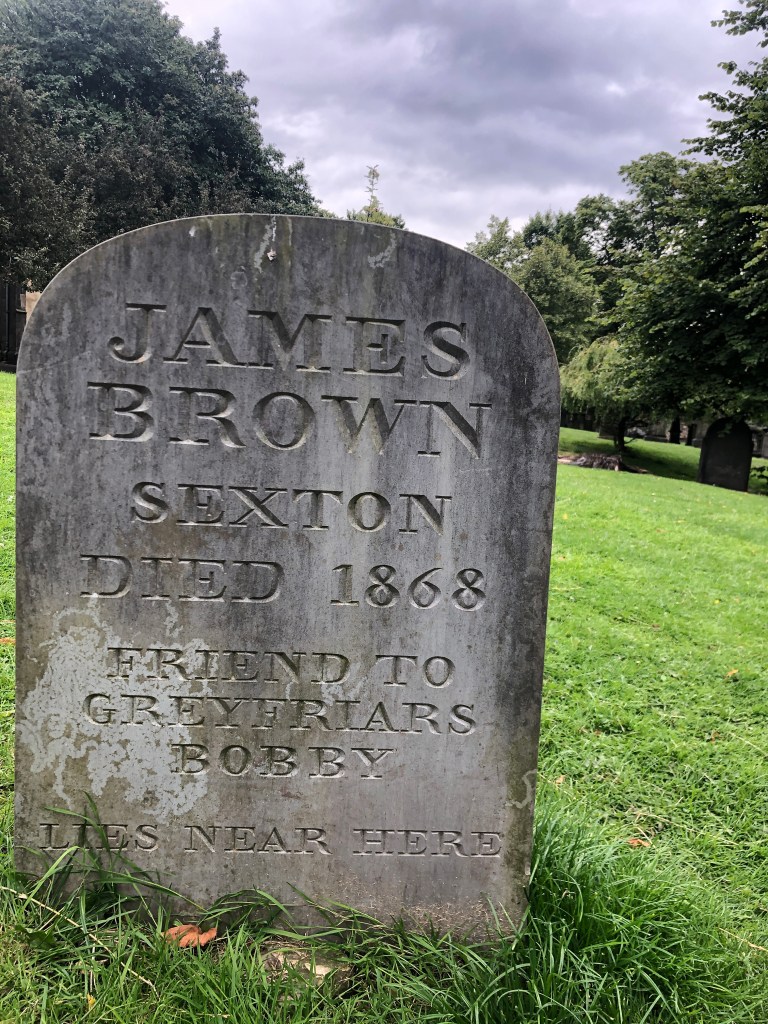 JAMES
BROWN
SEXTON
DIED 1868
FRIEND TO
GREYFRIARS
BOBBY
LIES NEAR HERE